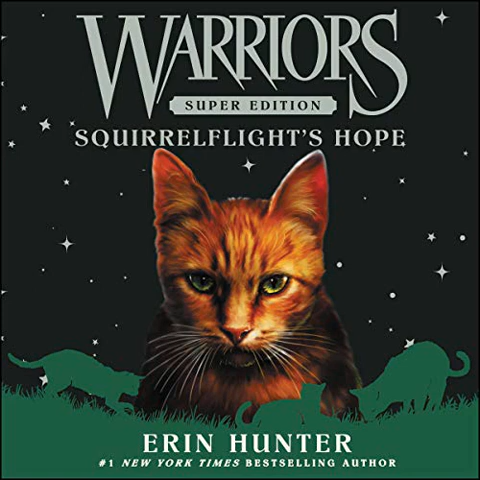 WARRIORS
SUPER EDITION
SQUIRRELFLIGHT'S HOPE
ERIN HUNTER
#1 NEW YORK TIMES BESTSELLING AUTHOR